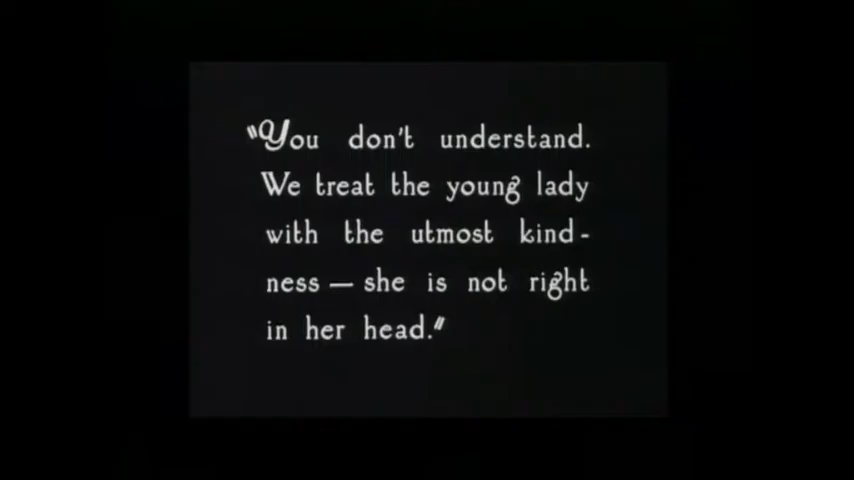 "You don't understand.
We treat the young lady
with the utmost kind-
ness — she is not right
in her head."